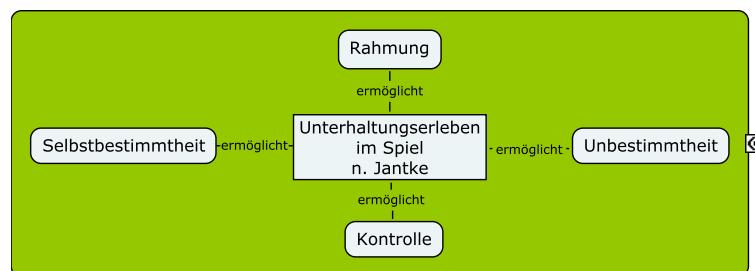 Rahmung
ermöglicht
Unterhaltungserleben
im Spiel
n. Jantke
Selbstbestimmtheit
ermöglicht
ermöglicht
Unbestimmtheit
ermöglicht
Kontrolle